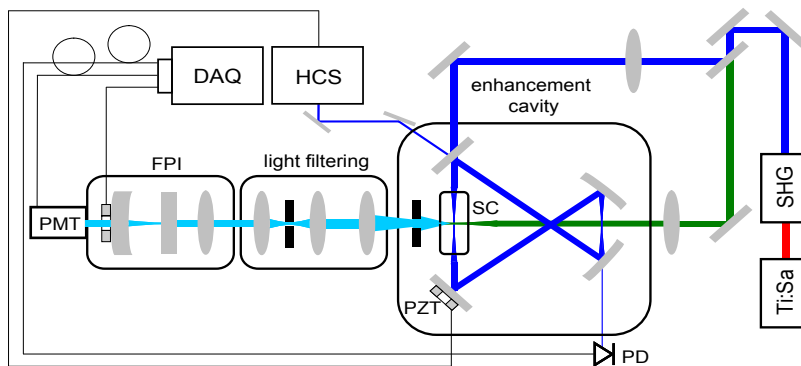 DAQ
HCS
enhancement
cavity
FPI
light filtering
PMT
SC
SHG
PZT
Ti:Sa
PD